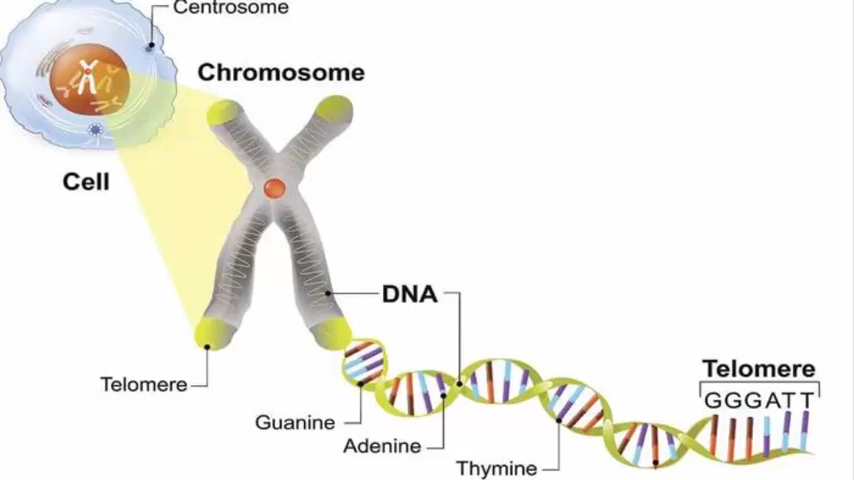 Centrosome
Chromosome
Cell
DNA
Telomere
Telomere
GGGATT
Guanine
Adenine
Thymine